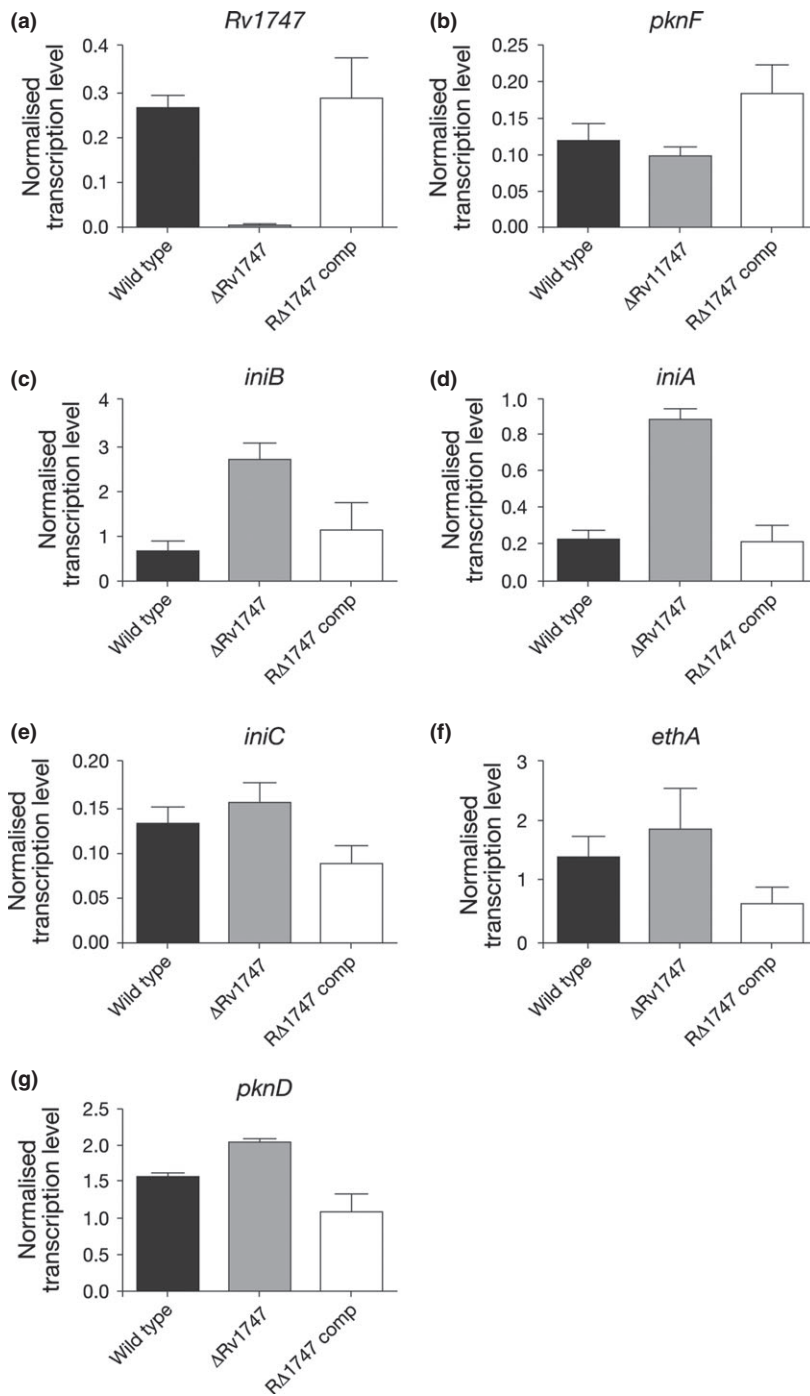 (a)
Rv1747
Normalised
transcription level
0.4
0.3
0.2
0.1
0.0
Wild type
ΔRv1747
RΔ1747 comp
(b)
pknF
Normalised
transcription level
0.25
0.20
0.15
0.10
0.05
0.00
Wild type
ΔRv11747
RΔ1747 comp
(c)
iniB
Normalised
transcription level
4
3
2
1
0
Wild type
ΔRv1747
RΔ1747 comp
(d)
iniA
Normalised
transcription level
1.0
0.8
0.6
0.4
0.2
0.0
Wild type
ΔRv1747
RΔ1747 comp
(e)
iniC
Normalised
transcription level
0.20
0.15
0.10
0.05
0.00
Wild type
ΔRv1747
RΔ1747 comp
(f)
ethA
Normalised
transcription level
3
2
1
0
Wild type
ΔRv1747
RΔ1747 comp
(g)
pknD
Normalised
transcription level
2.5
2.0
1.5
1.0
0.5
0.0
Wild type
ΔRv1747
RΔ1747 comp